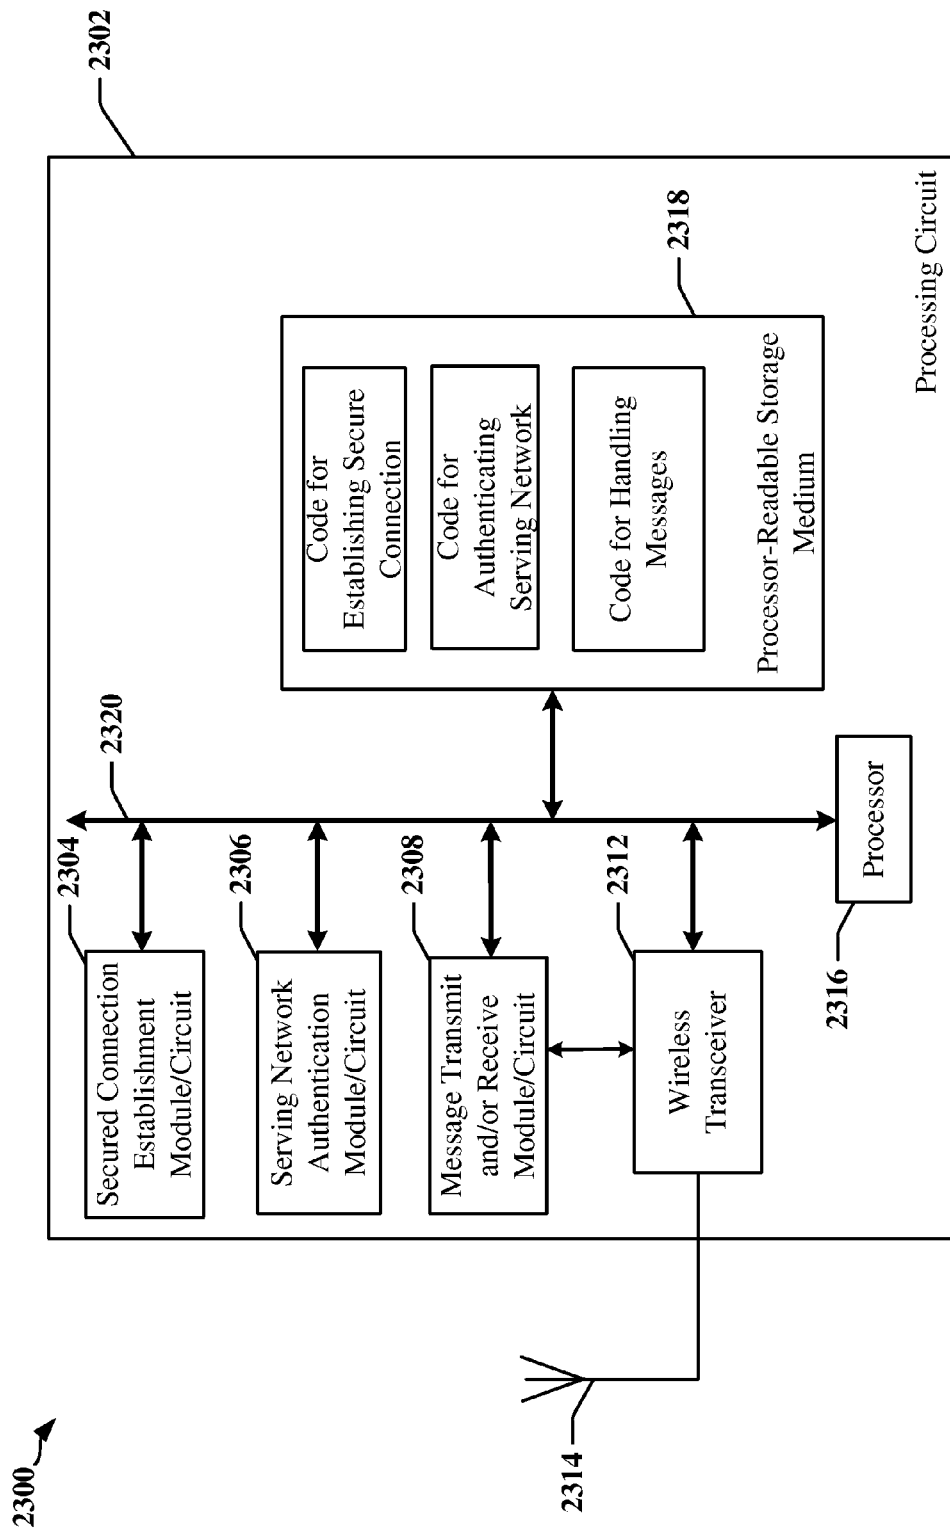 2300
2302
2304
Secured Connection
Establishment
Module/Circuit
2306
Serving Network
Authentication
Module/Circuit
2308
Message Transmit
and/or Receive
Module/Circuit
2312
Wireless
Transceiver
2314
2316
Processor
2320
2318
Code for
Establishing Secure
Connection
Code for
Authenticating
Serving Network
Code for Handling
Messages
Processor-Readable Storage
Medium
Processing Circuit